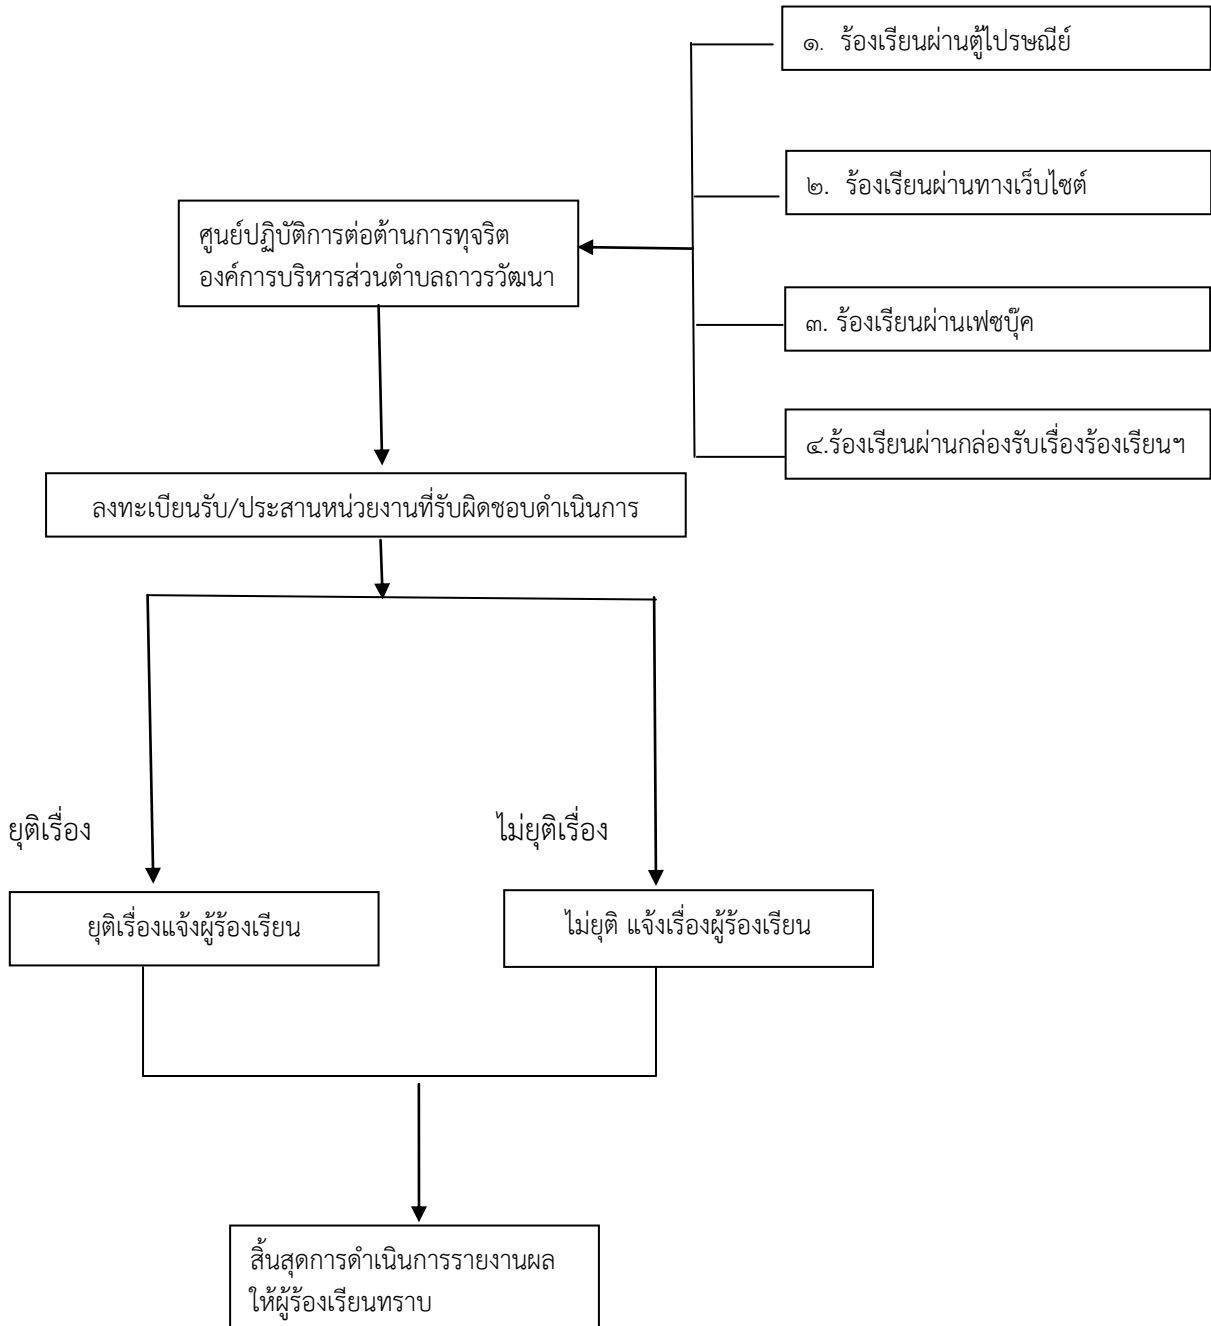 ๑. ร้องเรียนผ่านตู้ไปรษณีย์
๒. ร้องเรียนผ่านทางเว็บไซต์
ศูนย์ปฏิบัติการต่อต้านการทุจริต
องค์การบริหารส่วนตำบลถาวรวัฒนา
๓. ร้องเรียนผ่านเฟซบุ๊ค
๔.ร้องเรียนผ่านกล่องรับเรื่องร้องเรียนฯ
ลงทะเบียนรับ/ประสานหน่วยงานที่รับผิดชอบดำเนินการ
ยุติเรื่อง
ไม่ยุติเรื่อง
ยุติเรื่องแจ้งผู้ร้องเรียน
ไม่ยุติ แจ้งเรื่องผู้ร้องเรียน
สิ้นสุดการดำเนินการรายงานผล
ให้ผู้ร้องเรียนทราบ